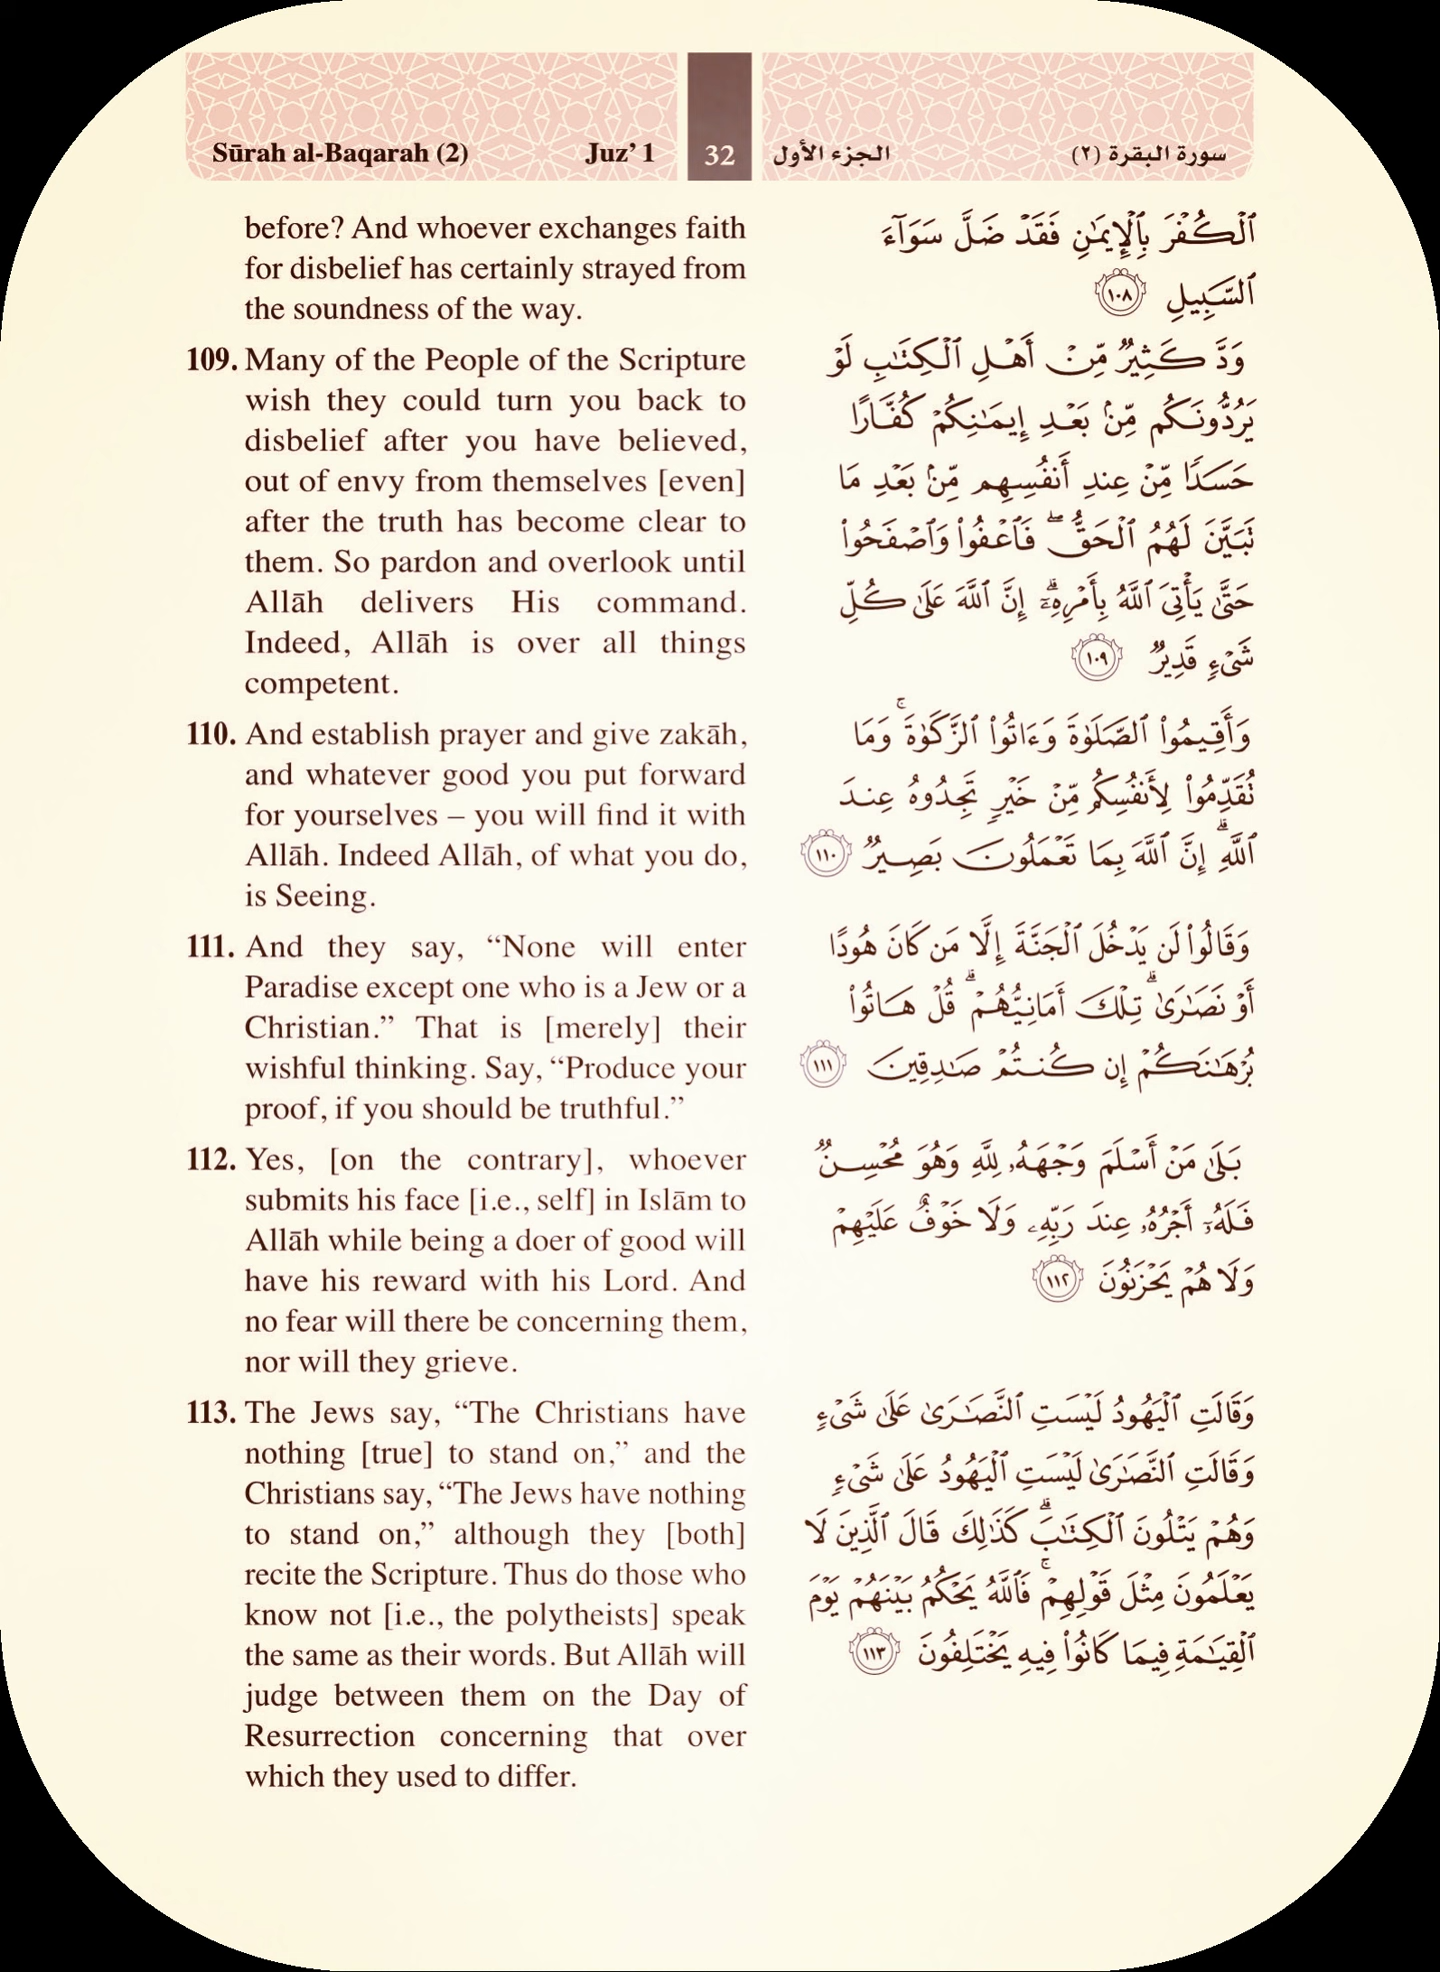 Sūrah al-Baqarah (2)
Juz’ 1
32
الجزء الأول
سورة البقرة (٢)
before? And whoever exchanges faith
for disbelief has certainly strayed from
the soundness of the way.
109. Many of the People of the Scripture
wish they could turn you back to
disbelief after you have believed,
out of envy from themselves [even]
after the truth has become clear to
them. So pardon and overlook until
Allāh delivers His command.
Indeed, Allāh is over all things
competent.
110. And establish prayer and give zakāh,
and whatever good you put forward
for yourselves – you will find it with
Allāh. Indeed Allāh, of what you do,
is Seeing.
111. And they say, “None will enter
Paradise except one who is a Jew or a
Christian.” That is [merely] their
wishful thinking. Say, “Produce your
proof, if you should be truthful.”
112. Yes, [on the contrary], whoever
submits his face [i.e., self] in Islām to
Allāh while being a doer of good will
have his reward with his Lord. And
no fear will there be concerning them,
nor will they grieve.
113. The Jews say, “The Christians have
nothing [true] to stand on,” and the
Christians say, “The Jews have nothing
to stand on,” although they [both]
recite the Scripture. Thus do those who
know not [i.e., the polytheists] speak
the same as their words. But Allāh will
judge between them on the Day of
Resurrection concerning that over
which they used to differ.
ٱلْكُفْرَ بِٱلْإِيمَٰنِ فَقَدْ ضَلَّ سَوَآءَ
ٱلسَّبِيلِ ١٠٨
وَدَّ كَثِيرٌ مِّنْ أَهْلِ ٱلْكِتَٰبِ لَوْ
يَرُدُّونَكُم مِّنۢ بَعْدِ إِيمَٰنِكُمْ كُفَّارًا
حَسَدًا مِّنْ عِندِ أَنفُسِهِم مِّنۢ بَعْدِ مَا
تَبَيَّنَ لَهُمُ ٱلْحَقُّ ۖ فَٱعْفُوا۟ وَٱصْفَحُوا۟
حَتَّىٰ يَأْتِىَ ٱللَّهُ بِأَمْرِهِۦٓ ۗ إِنَّ ٱللَّهَ عَلَىٰ كُلِّ
شَىْءٍ قَدِيرٌ ١٠٩
وَأَقِيمُوا۟ ٱلصَّلَوٰةَ وَءَاتُوا۟ ٱلزَّكَوٰةَ ۚ وَمَا
تُقَدِّمُوا۟ لِأَنفُسِكُم مِّنْ خَيْرٍ تَجِدُوهُ عِندَ
ٱللَّهِ ۗ إِنَّ ٱللَّهَ بِمَا تَعْمَلُونَ بَصِيرٌ ١١٠
وَقَالُوا۟ لَن يَدْخُلَ ٱلْجَنَّةَ إِلَّا مَن كَانَ هُودًا
أَوْ نَصَٰرَىٰ ۗ تِلْكَ أَمَانِيُّهُمْ ۗ قُلْ هَاتُوا۟
بُرْهَٰنَكُمْ إِن كُنتُمْ صَٰدِقِينَ ١١١
بَلَىٰ مَنْ أَسْلَمَ وَجْهَهُۥ لِلَّهِ وَهُوَ مُحْسِنٌ
فَلَهُۥٓ أَجْرُهُۥ عِندَ رَبِّهِۦ وَلَا خَوْفٌ عَلَيْهِمْ
وَلَا هُمْ يَحْزَنُونَ ١١٢
وَقَالَتِ ٱلْيَهُودُ لَيْسَتِ ٱلنَّصَٰرَىٰ عَلَىٰ شَىْءٍ
وَقَالَتِ ٱلنَّصَٰرَىٰ لَيْسَتِ ٱلْيَهُودُ عَلَىٰ شَىْءٍ
وَهُمْ يَتْلُونَ ٱلْكِتَٰبَ ۗ كَذَٰلِكَ قَالَ ٱلَّذِينَ لَا
يَعْلَمُونَ مِثْلَ قَوْلِهِمْ ۚ فَٱللَّهُ يَحْكُمُ بَيْنَهُمْ يَوْمَ
ٱلْقِيَٰمَةِ فِيمَا كَانُوا۟ فِيهِ يَخْتَلِفُونَ ١١٣